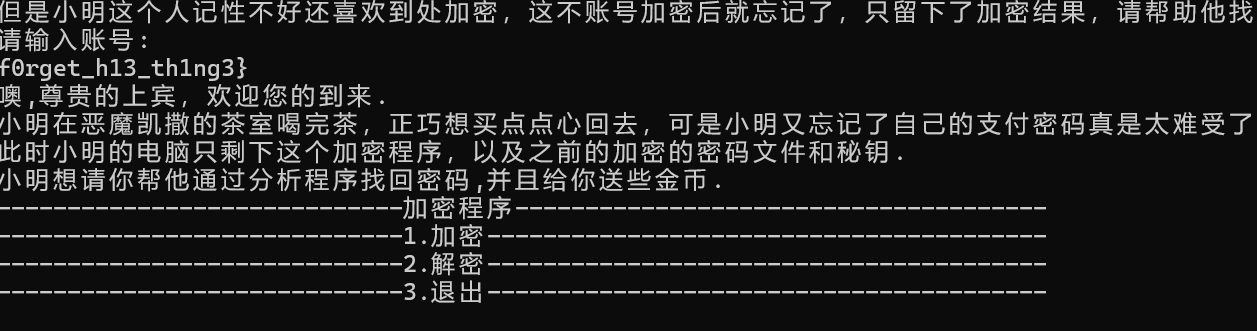 但是小明这个人记性不好还喜欢到处加密，这不账号加密后就忘记了，只留下了加密结果，请帮助他找
请输入账号:
f0rget_h13_th1ng3}
噢,尊贵的上宾，欢迎您的到来.
小明在恶魔凯撒的茶室喝完茶，正巧想买点点心回去，可是小明又忘记了自己的支付密码真是太难受了
此时小明的电脑只剩下这个加密程序，以及之前的加密的密码文件和秘钥.
小明想请你帮他通过分析程序找回密码,并且给你送些金币.
------------------------------加密程序---------------------------------------
------------------------------1.加密---------------------------------------
------------------------------2.解密---------------------------------------
------------------------------3.退出---------------------------------------